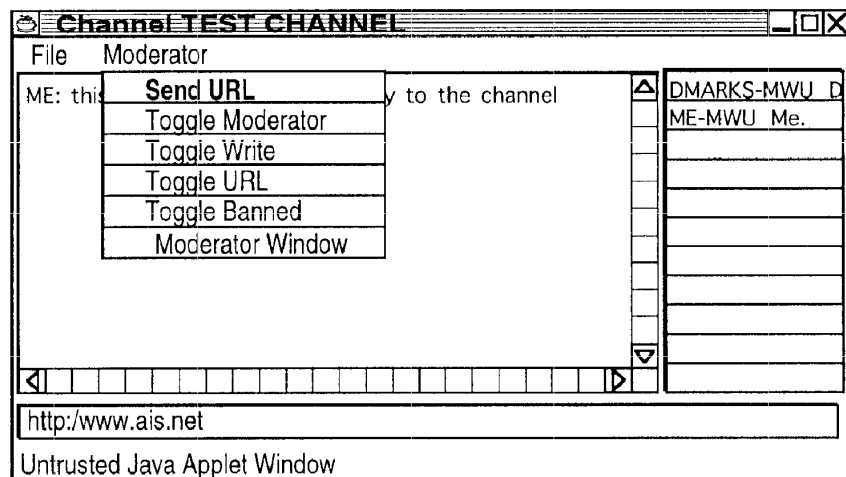 Channel TEST CHANNEL
File Moderator
ME: this y to the channel
Send URL
Toggle Moderator
Toggle Write
Toggle URL
Toggle Banned
Moderator Window
DMARKS-MWU D
ME-MWU Me.
http:/www.ais.net
Untrusted Java Applet Window